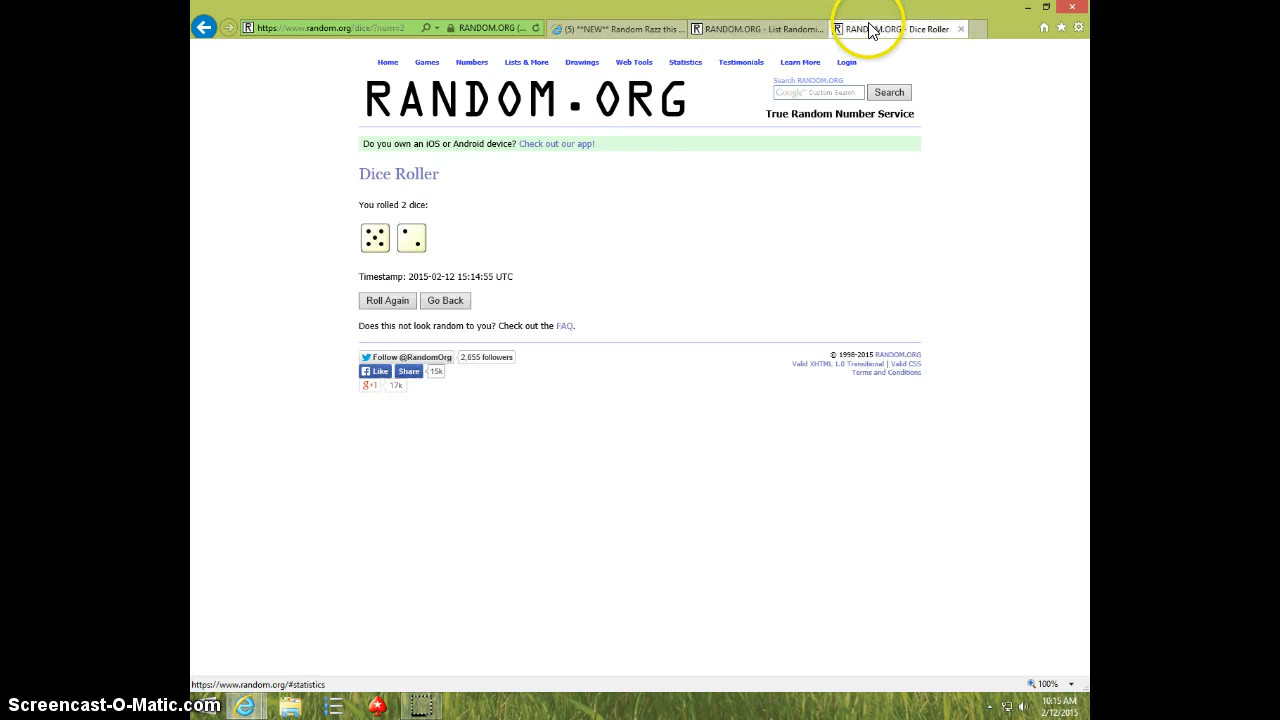 https://www.random.org/dice/?num=2
RANDOM.ORG (...
(5) **NEW** Random Razz this ...
RANDOM.ORG - List Randomi...
ORG - Dice Roller
Home Games Numbers Lists & More Drawings Web Tools Statistics Testimonials Learn More Login
RANDOM.ORG
Search RANDOM.ORG
Google™ Custom Search
Search
True Random Number Service
Do you own an iOS or Android device? Check out our app!
Dice Roller
You rolled 2 dice:
Timestamp: 2015-02-12 15:14:55 UTC
Roll Again Go Back
Does this not look random to you? Check out the FAQ.
Follow @RandomOrg 2,655 followers
Like Share 15k
g+1 17k
© 1998-2015 RANDOM.ORG
Valid XHTML 1.0 Transitional | Valid CSS
Terms and Conditions
https://www.random.org/#statistics
100%
Screencast-O-Matic.com
10:15 AM
2/12/2015